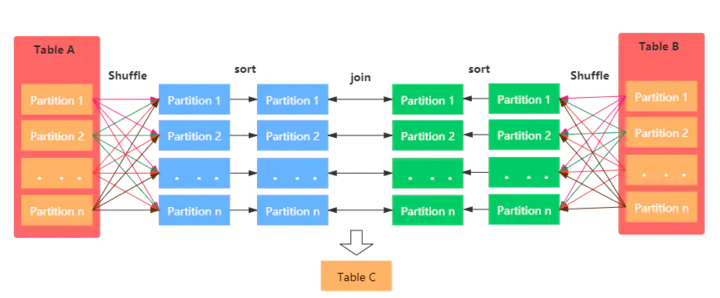 Table A
Table B
Shuffle
sort
join
sort
Shuffle
Partition 1
Partition 1
Partition 1
Partition 1
Partition 1
Partition 1
Partition 2
Partition 2
Partition 2
Partition 2
Partition 2
Partition 2
. . .
. . .
. . .
. . .
. . .
. . .
Partition n
Partition n
Partition n
Partition n
Partition n
Partition n
Table C